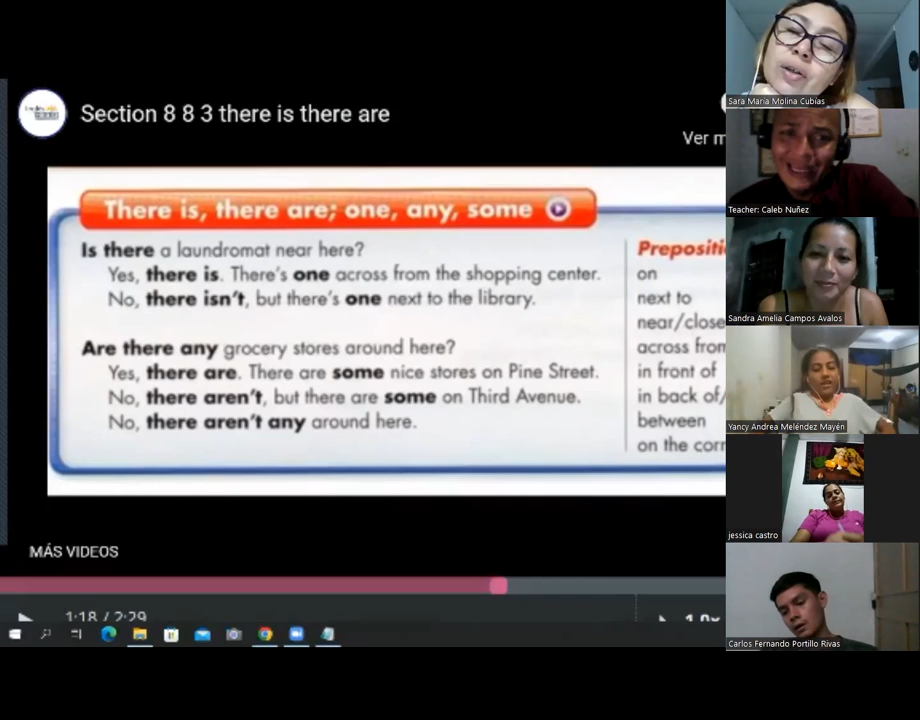 Section 8 8 3 there is there are
Ver m
There is, there are; one, any, some
Is there a laundromat near here?
Yes, there is. There's one across from the shopping center.
No, there isn't, but there's one next to the library.
Are there any grocery stores around here?
Yes, there are. There are some nice stores on Pine Street.
No, there aren't, but there are some on Third Avenue.
No, there aren't any around here.
Prepositi
on
next to
near/close
across from
in front of
in back of/
between
on the corr
MÁS VIDEOS
1:18 / 2:29
1.0x
Sara María Molina Cubías
Teacher: Caleb Nuñez
Sandra Amelia Campos Avalos
Yancy Andrea Meléndez Mayén
jessica castro
Carlos Fernando Portillo Rivas